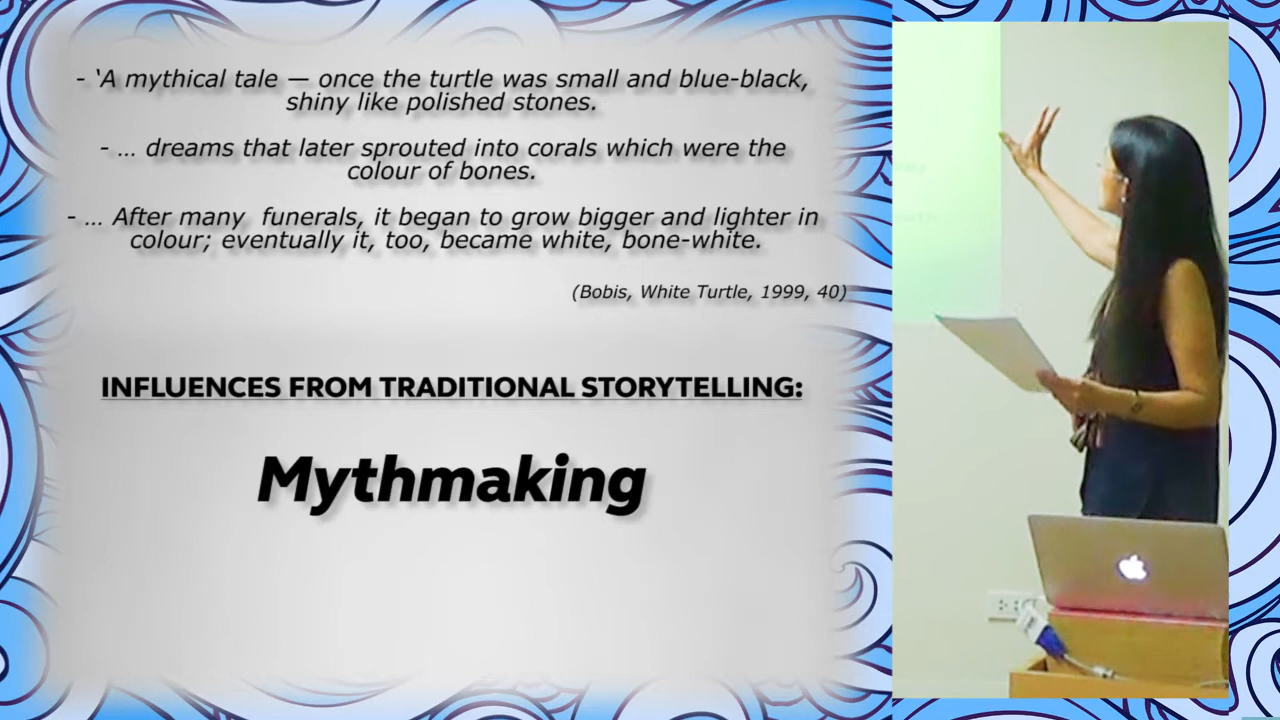 - ‘A mythical tale — once the turtle was small and blue-black,
shiny like polished stones.
- … dreams that later sprouted into corals which were the
colour of bones.
- … After many  funerals, it began to grow bigger and lighter in
colour; eventually it, too, became white, bone-white.
(Bobis, White Turtle, 1999, 40)
INFLUENCES FROM TRADITIONAL STORYTELLING:
Mythmaking